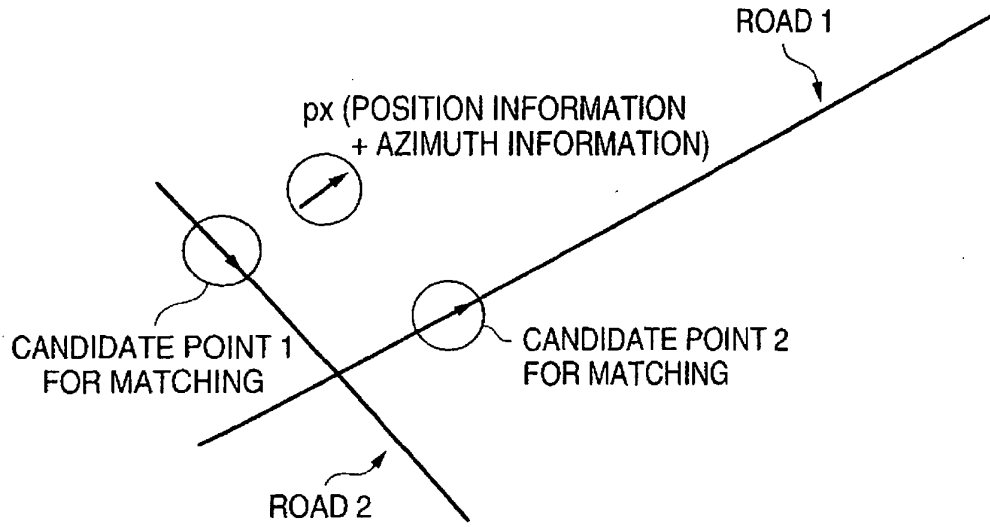 ROAD 1
px (POSITION INFORMATION
+ AZIMUTH INFORMATION)
CANDIDATE POINT 1
FOR MATCHING
CANDIDATE POINT 2
FOR MATCHING
ROAD 2